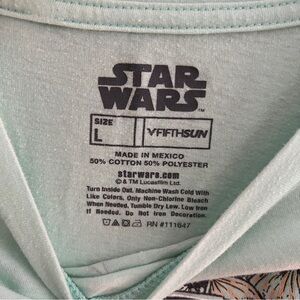 STAR
WARS™
SIZE
L
FIFTHSUN
MADE IN MEXICO
50% COTTON 50% POLYESTER
starwars.com
© & TM Lucasfilm Ltd.
Turn Inside Out. Machine Wash Cold With
Like Colors, Only Non-Chlorine Bleach
When Needed, Tumble Dry Low. Low Iron
If Needed. Do Not Iron Decoration.
RN #111647